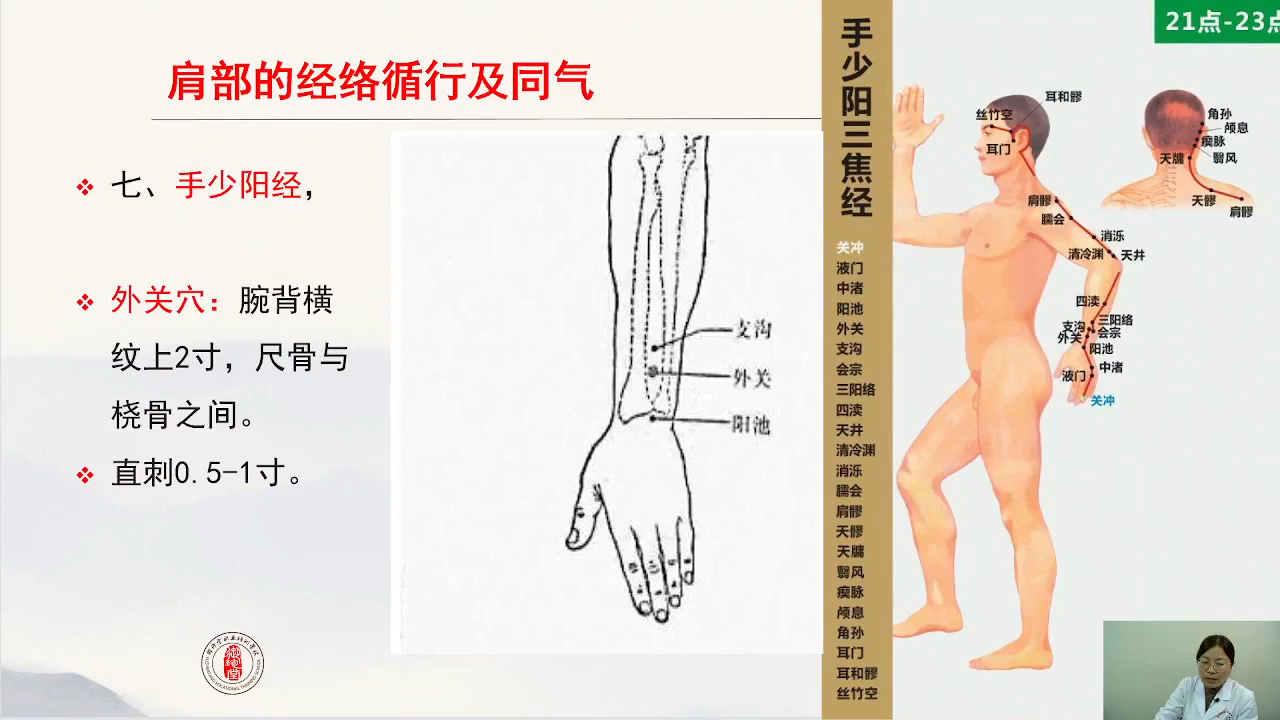 肩部的经络循行及同气
七、手少阳经，
外关穴：腕背横
纹上2寸，尺骨与
桡骨之间。
直刺0.5-1寸。
支沟
外关
阳池
手少阳三焦经
关冲
液门
中渚
阳池
外关
支沟
会宗
三阳络
四渎
天井
清冷渊
消泺
臑会
肩髎
天髎
天牖
翳风
瘈脉
颅息
角孙
耳门
耳和髎
丝竹空
21点-23点
耳和髎
丝竹空
耳门
肩髎
臑会
消泺
清冷渊
天井
四渎
三阳络
支沟
会宗
外关
阳池
中渚
液门
关冲
角孙
颅息
瘈脉
翳风
天牖
天髎
肩髎